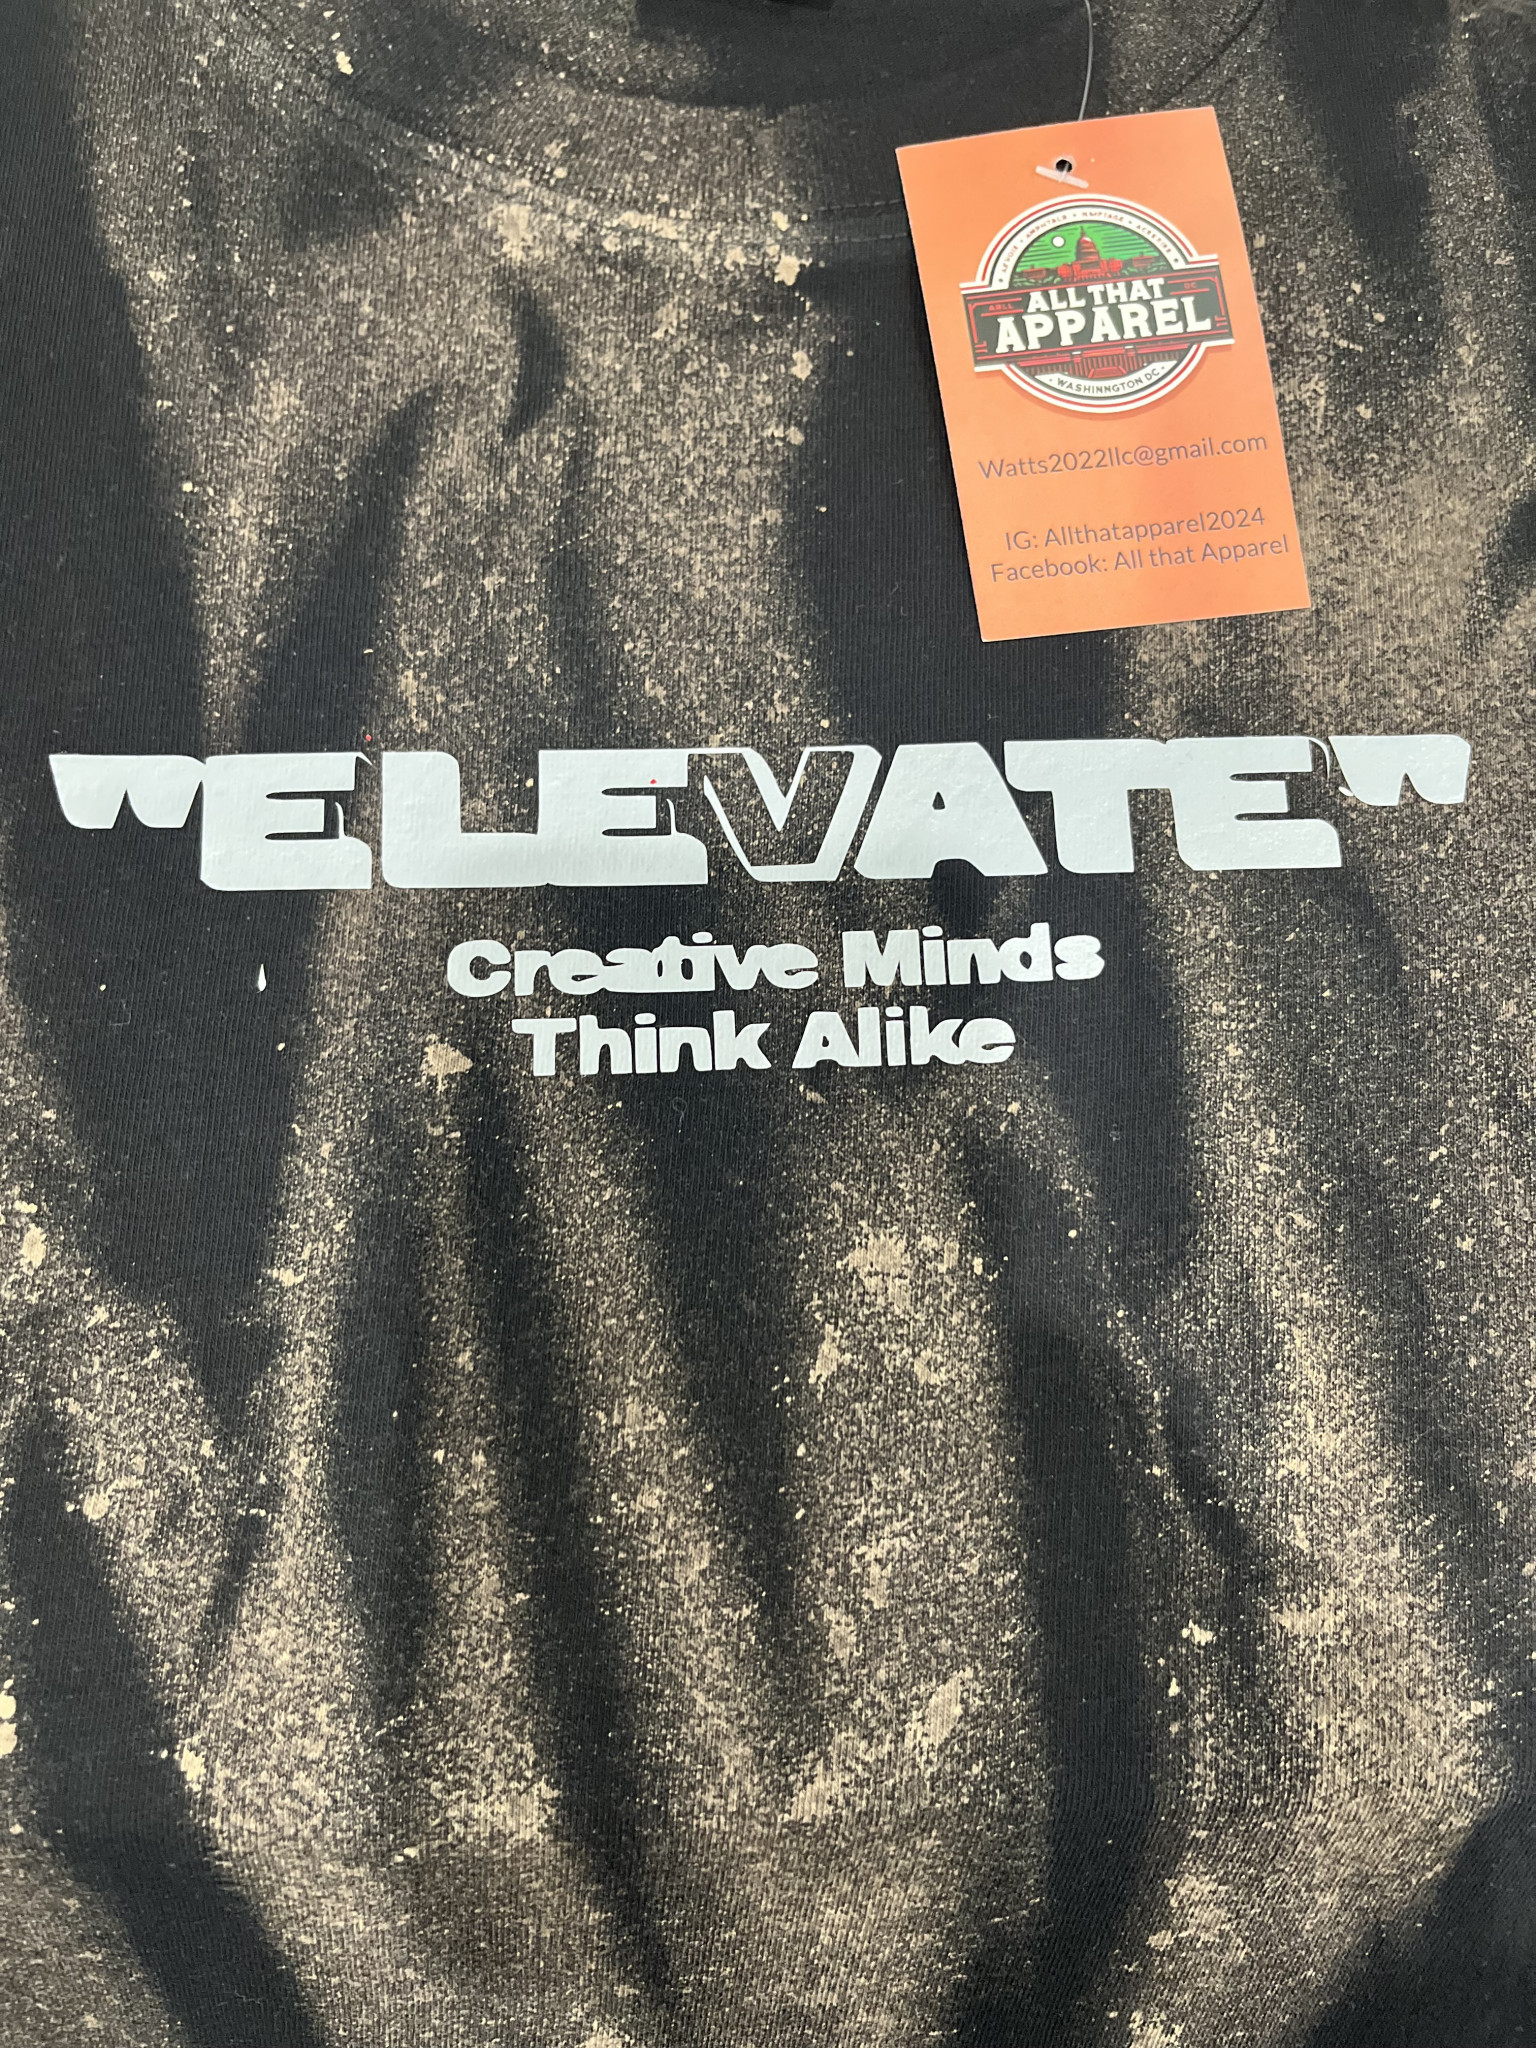 ALL THAT
APPAREL
WASHINNGTON DC
Watts2022llc@gmail.com
IG: Allthatapparel2024
Facebook: All that Apparel
"ELEVATE"
Creative Minds
Think Alike